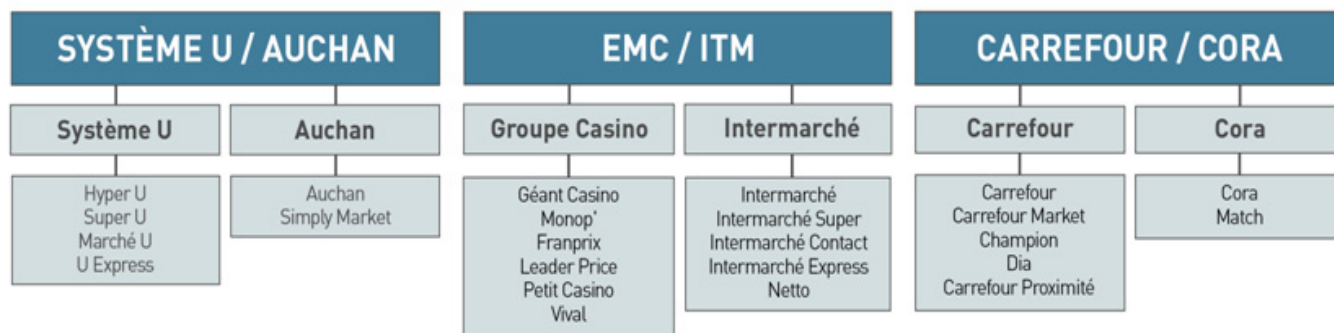 SYSTÈME U / AUCHAN
Système U
Auchan
Hyper U
Super U
Marché U
U Express
Auchan
Simply Market
EMC / ITM
Groupe Casino
Intermarché
Géant Casino
Monop'
Franprix
Leader Price
Petit Casino
Vival
Intermarché
Intermarché Super
Intermarché Contact
Intermarché Express
Netto
CARREFOUR / CORA
Carrefour
Cora
Carrefour
Carrefour Market
Champion
Dia
Carrefour Proximité
Cora
Match